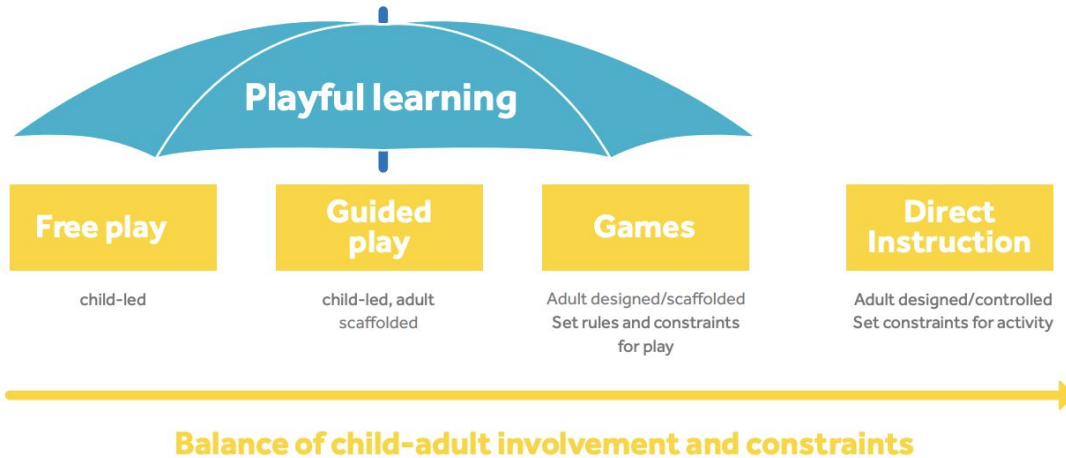 Playful learning
Free play
child-led
Guided
play
child-led, adult
scaffolded
Games
Adult designed/scaffolded
Set rules and constraints
for play
Direct
Instruction
Adult designed/controlled
Set constraints for activity
Balance of child-adult involvement and constraints